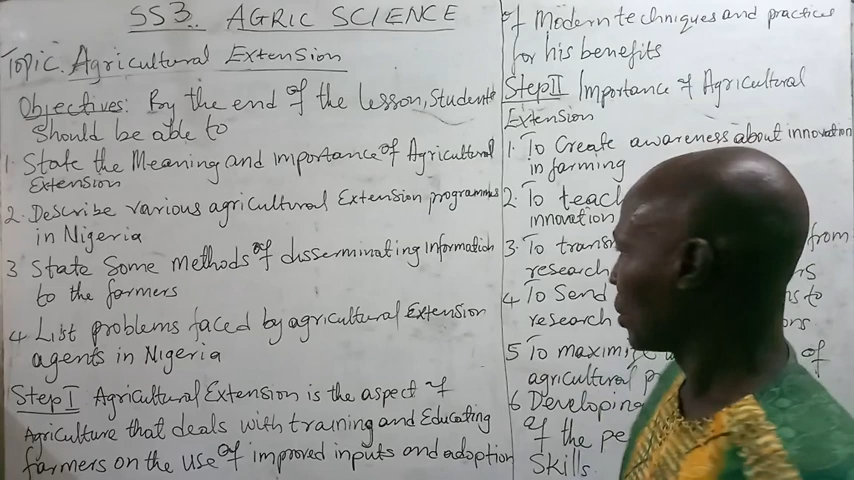 SS3. AGRIC SCIENCE
Topic. Agricultural Extension
Objectives: By the end of the lesson, Students
should be able to
1. State the Meaning and importance of Agricultural
Extension
2. Describe various agricultural Extension programmes
in Nigeria
3 State Some Methods of disserminating information
to the farmers
4 List problems faced by agricultural Extension
agents in Nigeria
Step I Agricultural Extension is the aspect of
Agriculture that deals with training and Educating
farmers on the use of improved inputs and adoption
of Modern techniques and practices
for his benefits
Step II Importance of Agricultural
Extension
1. To Create awareness about innovation
in farming
2. To teach
innovation
3. To from
research
4 To Send to
research
5 To of
agricultural
6 Developing
of the
Skills.